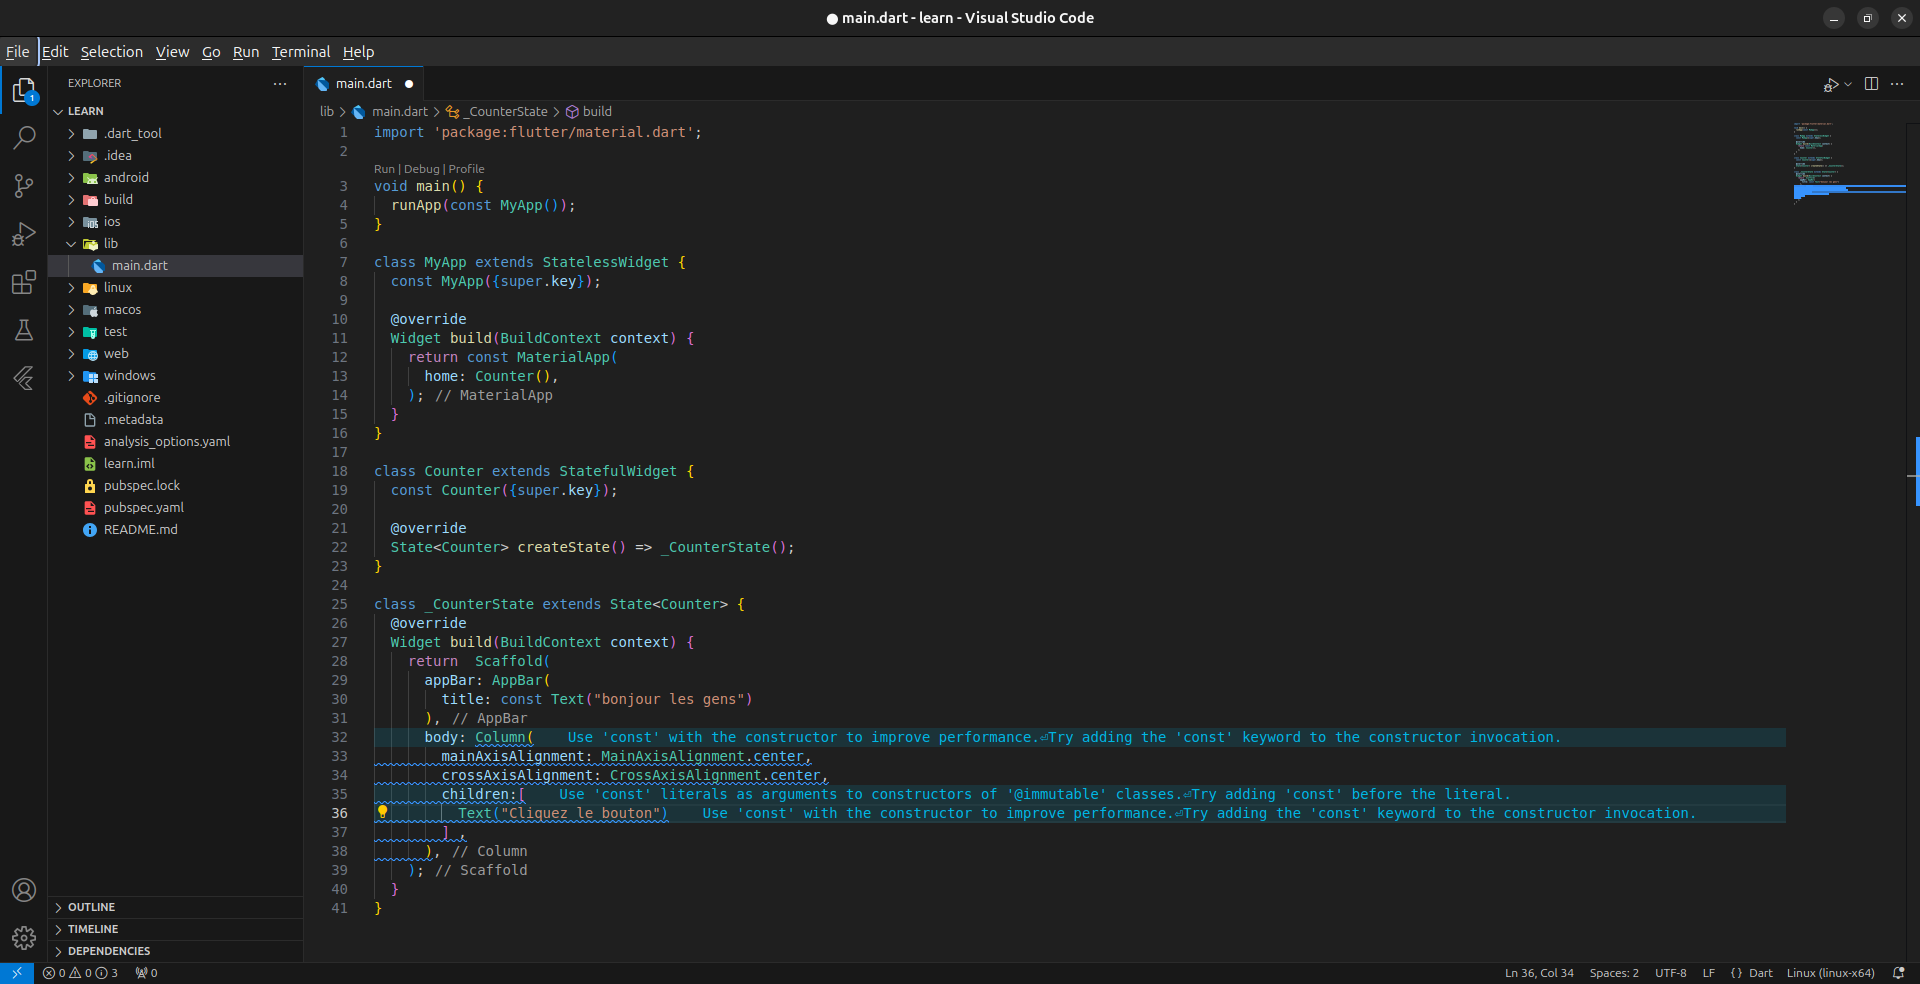 main.dart - learn - Visual Studio Code
File Edit Selection View Go Run Terminal Help
EXPLORER
LEARN
.dart_tool
.idea
android
build
ios
lib
main.dart
linux
macos
test
web
windows
.gitignore
.metadata
analysis_options.yaml
learn.iml
pubspec.lock
pubspec.yaml
README.md
OUTLINE
TIMELINE
DEPENDENCIES
1
main.dart
lib > main.dart > _CounterState > build
1 import 'package:flutter/material.dart';
2
Run | Debug | Profile
3 void main() {
4 runApp(const MyApp());
5 }
6
7 class MyApp extends StatelessWidget {
8 const MyApp({super.key});
9
10 @override
11 Widget build(BuildContext context) {
12 return const MaterialApp(
13 home: Counter(),
14 ); // MaterialApp
15 }
16 }
17
18 class Counter extends StatefulWidget {
19 const Counter({super.key});
20
21 @override
22 State<Counter> createState() => _CounterState();
23 }
24
25 class _CounterState extends State<Counter> {
26 @override
27 Widget build(BuildContext context) {
28 return  Scaffold(
29 appBar: AppBar(
30 title: const Text("bonjour les gens")
31 ), // AppBar
32 body: Column( Use 'const' with the constructor to improve performance.⏎Try adding the 'const' keyword to the constructor invocation.
33 mainAxisAlignment: MainAxisAlignment.center,
34 crossAxisAlignment: CrossAxisAlignment.center,
35 children:[ Use 'const' literals as arguments to constructors of '@immutable' classes.⏎Try adding 'const' before the literal.
36 Text("Cliquez le bouton") Use 'const' with the constructor to improve performance.⏎Try adding the 'const' keyword to the constructor invocation.
37 ] ,
38 ), // Column
39 ); // Scaffold
40 }
41 }
0 0 3 0 Ln 36, Col 34 Spaces: 2 UTF-8 LF {} Dart Linux (linux-x64)